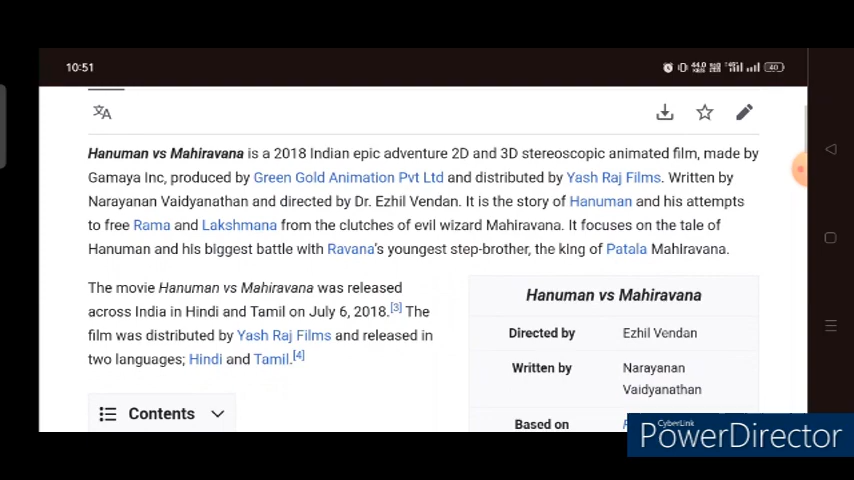 10:51
44.0
40
Hanuman vs Mahiravana is a 2018 Indian epic adventure 2D and 3D stereoscopic animated film, made by
Gamaya Inc, produced by Green Gold Animation Pvt Ltd and distributed by Yash Raj Films. Written by
Narayanan Vaidyanathan and directed by Dr. Ezhil Vendan. It is the story of Hanuman and his attempts
to free Rama and Lakshmana from the clutches of evil wizard Mahiravana. It focuses on the tale of
Hanuman and his biggest battle with Ravana's youngest step-brother, the king of Patala Mahiravana.
The movie Hanuman vs Mahiravana was released
across India in Hindi and Tamil on July 6, 2018.[3] The
film was distributed by Yash Raj Films and released in
two languages; Hindi and Tamil.[4]
Contents
Hanuman vs Mahiravana
Directed by Ezhil Vendan
Written by Narayanan
Vaidyanathan
Based on
CyberLink
PowerDirector